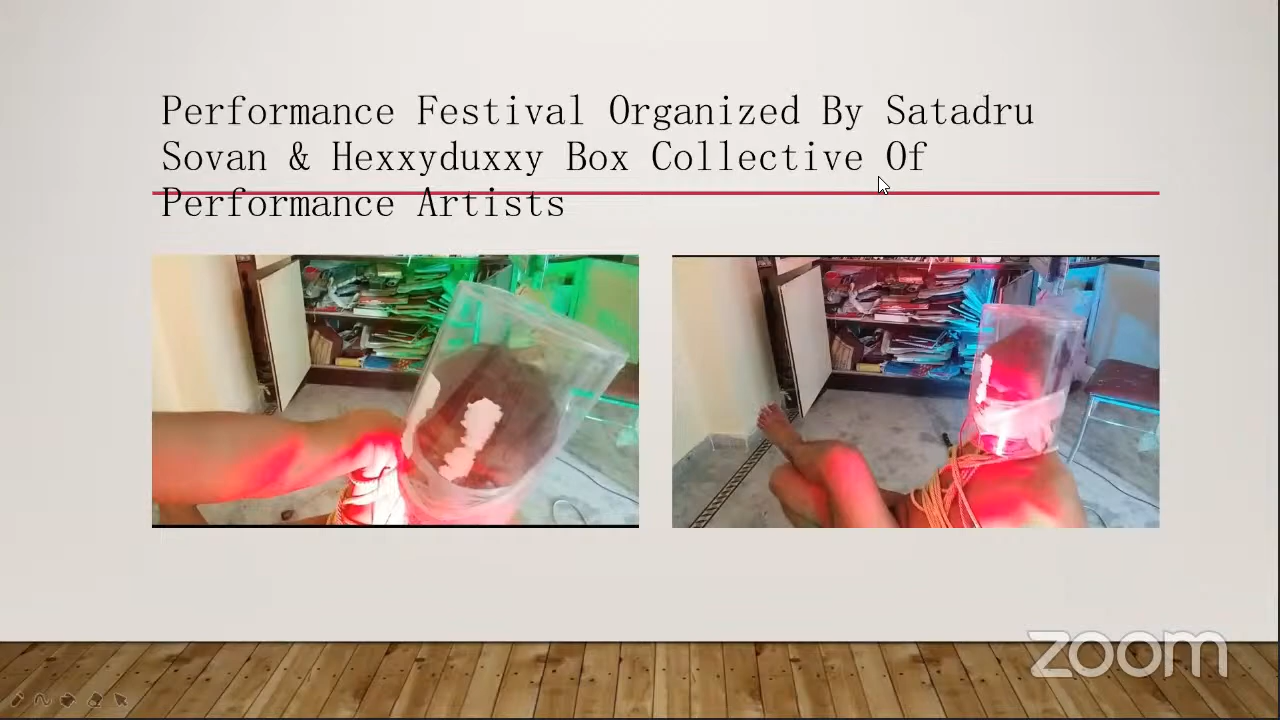 Performance Festival Organized By Satadru
Sovan & Hexxyduxxy Box Collective Of
Performance Artists
zoom